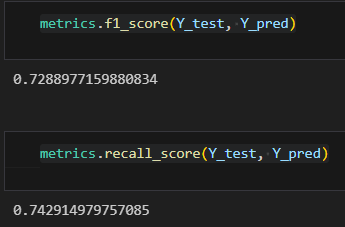 metrics.f1_score(Y_test, Y_pred)
0.7288977159880834
metrics.recall_score(Y_test, Y_pred)
0.742914979757085